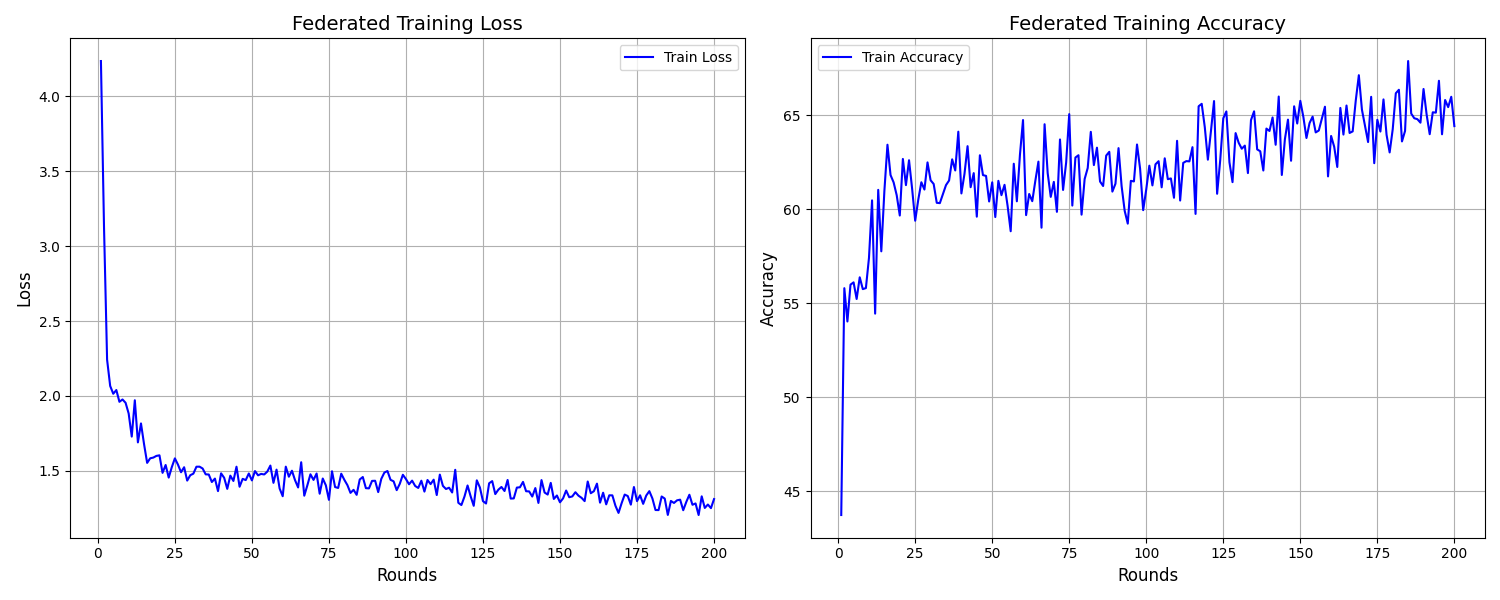 Federated Training Loss
Train Loss
4.0
3.5
3.0
2.5
2.0
1.5
Loss
0 25 50 75 100 125 150 175 200
Rounds
Federated Training Accuracy
Train Accuracy
65
60
55
50
45
Accuracy
0 25 50 75 100 125 150 175 200
Rounds